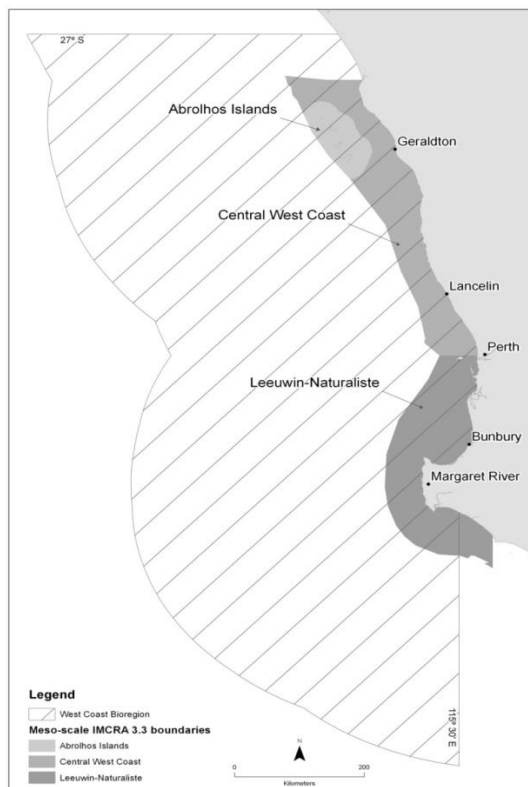 27° S
Abrolhos Islands
Geraldton
Central West Coast
Lancelin
Perth
Leeuwin-Naturaliste
Bunbury
Margaret River
115° 30' E
Legend
West Coast Bioregion
Meso-scale IMCRA 3.3 boundaries
Abrolhos Islands
Central West Coast
Leeuwin-Naturaliste
N
0 200
Kilometers